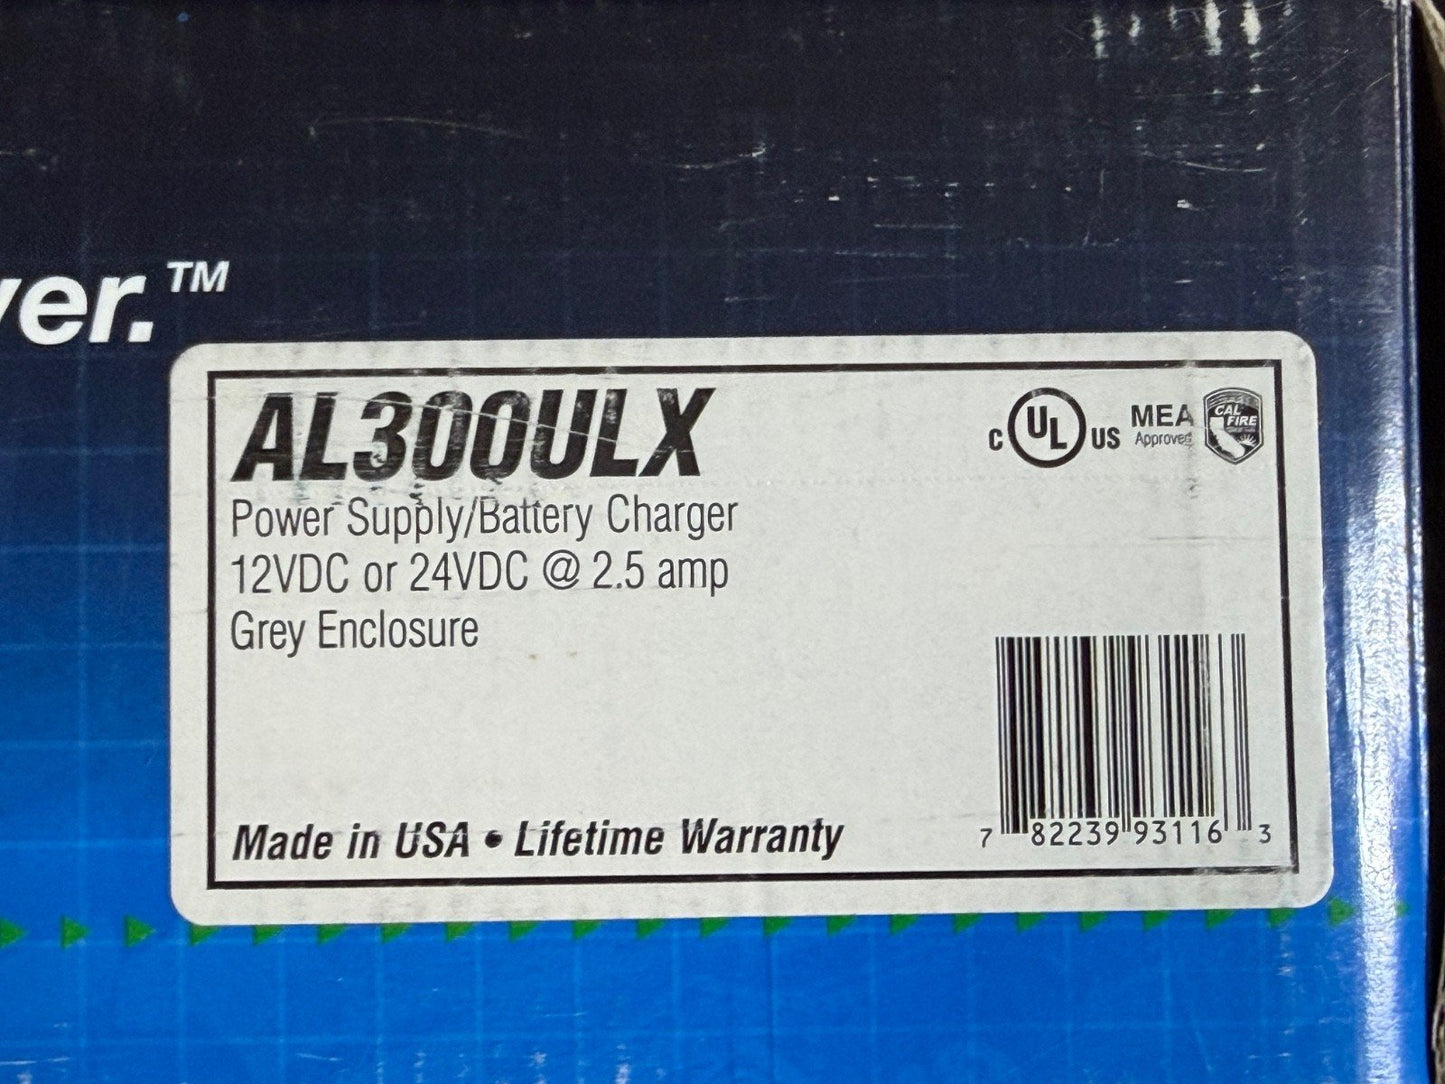 er.™
AL300ULX
Power Supply/Battery Charger
12VDC or 24VDC @ 2.5 amp
Grey Enclosure
C UL US MEA Approved CAL FIRE
Made in USA • Lifetime Warranty
7 82239 93116 3